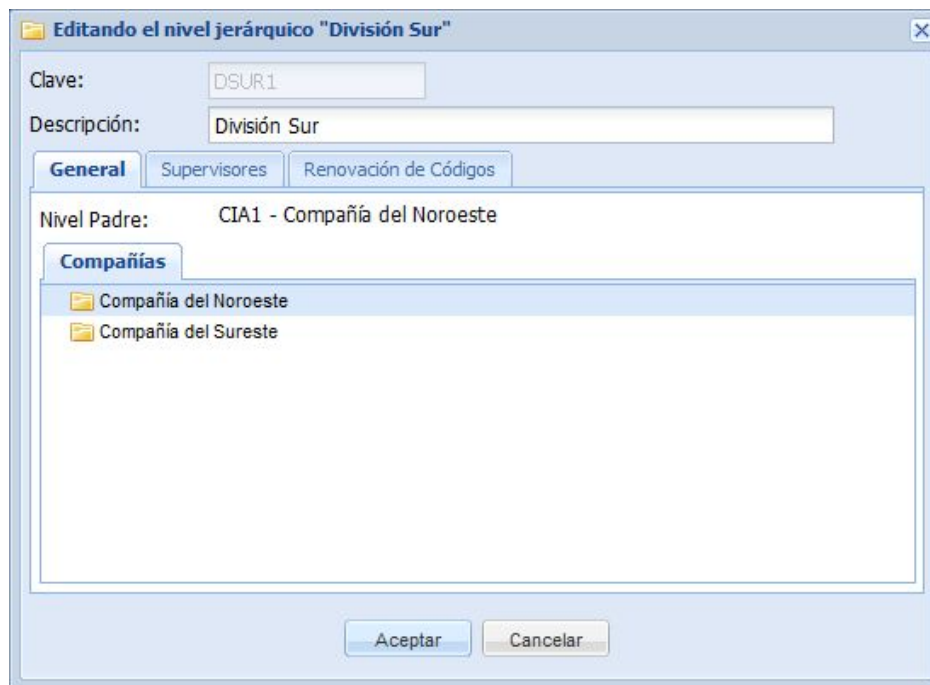 Editando el nivel jerárquico "División Sur"
Clave: DSUR1
Descripción: División Sur
General Supervisores Renovación de Códigos
Nivel Padre: CIA1 - Compañía del Noroeste
Compañías
Compañía del Noroeste
Compañía del Sureste
Aceptar Cancelar